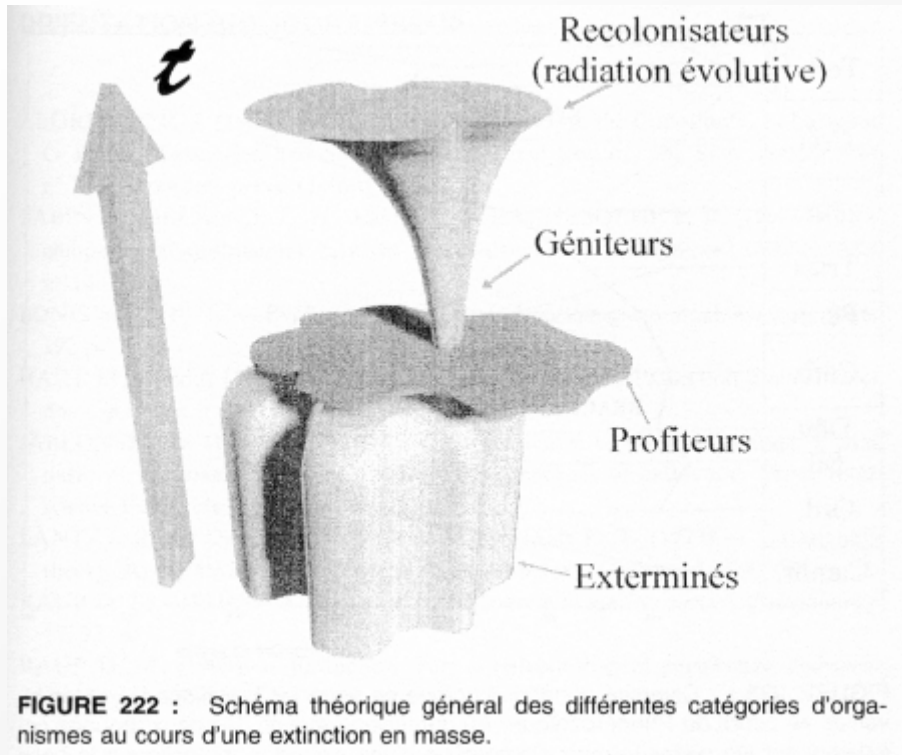 t
Recolonisateurs
(radiation évolutive)
Géniteurs
Profiteurs
Exterminés
FIGURE 222 : Schéma théorique général des différentes catégories d'orga-
nismes au cours d'une extinction en masse.